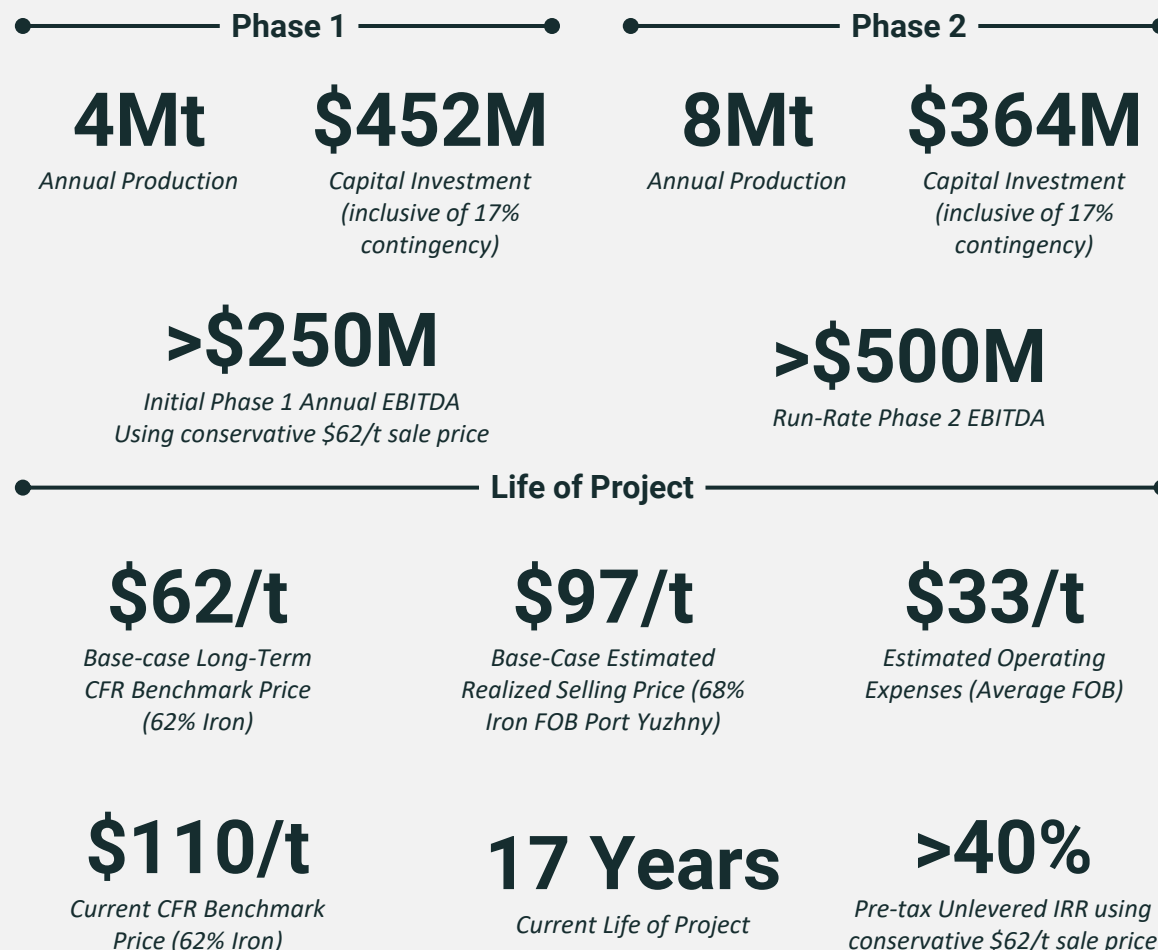 Phase 1
4Mt
Annual Production
$452M
Capital Investment
(inclusive of 17%
contingency)
>$250M
Initial Phase 1 Annual EBITDA
Using conservative $62/t sale price
Phase 2
8Mt
Annual Production
$364M
Capital Investment
(inclusive of 17%
contingency)
>$500M
Run-Rate Phase 2 EBITDA
Life of Project
$62/t
Base-case Long-Term
CFR Benchmark Price
(62% Iron)
$97/t
Base-Case Estimated
Realized Selling Price (68%
Iron FOB Port Yuzhny)
$33/t
Estimated Operating
Expenses (Average FOB)
$110/t
Current CFR Benchmark
Price (62% Iron)
17 Years
Current Life of Project
>40%
Pre-tax Unlevered IRR using
conservative $62/t sale price